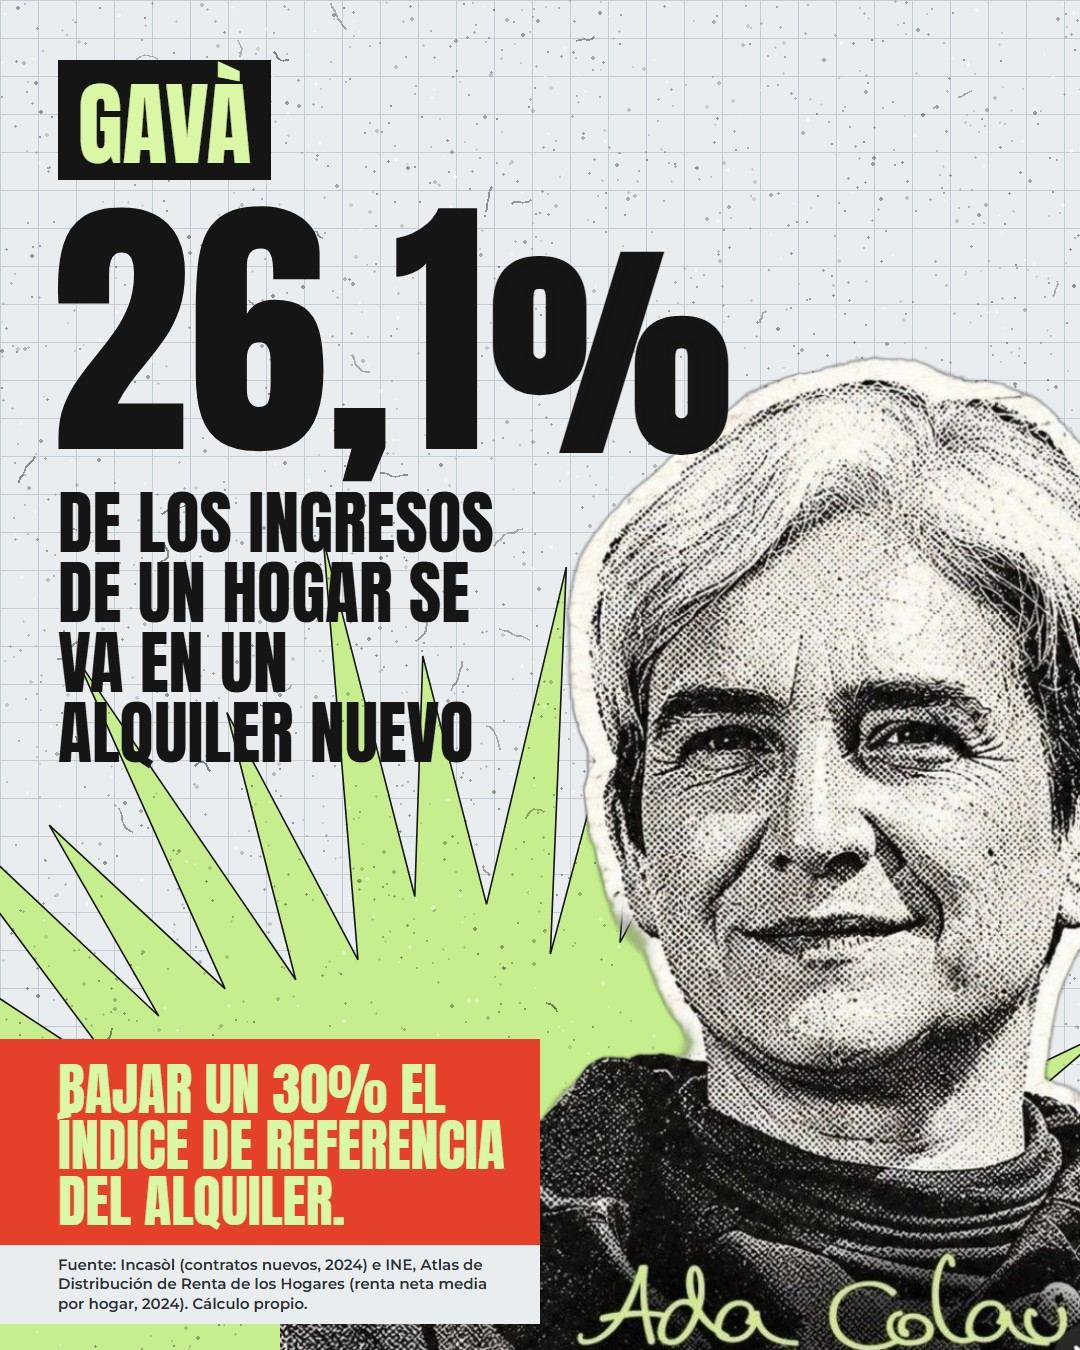 GAVÀ
26,1%
DE LOS INGRESOS
DE UN HOGAR SE
VA EN UN
ALQUILER NUEVO
BAJAR UN 30% EL
ÍNDICE DE REFERENCIA
DEL ALQUILER.
Fuente: Incasòl (contratos nuevos, 2024) e INE, Atlas de
Distribución de Renta de los Hogares (renta neta media
por hogar, 2024). Cálculo propio.
Ada Colau